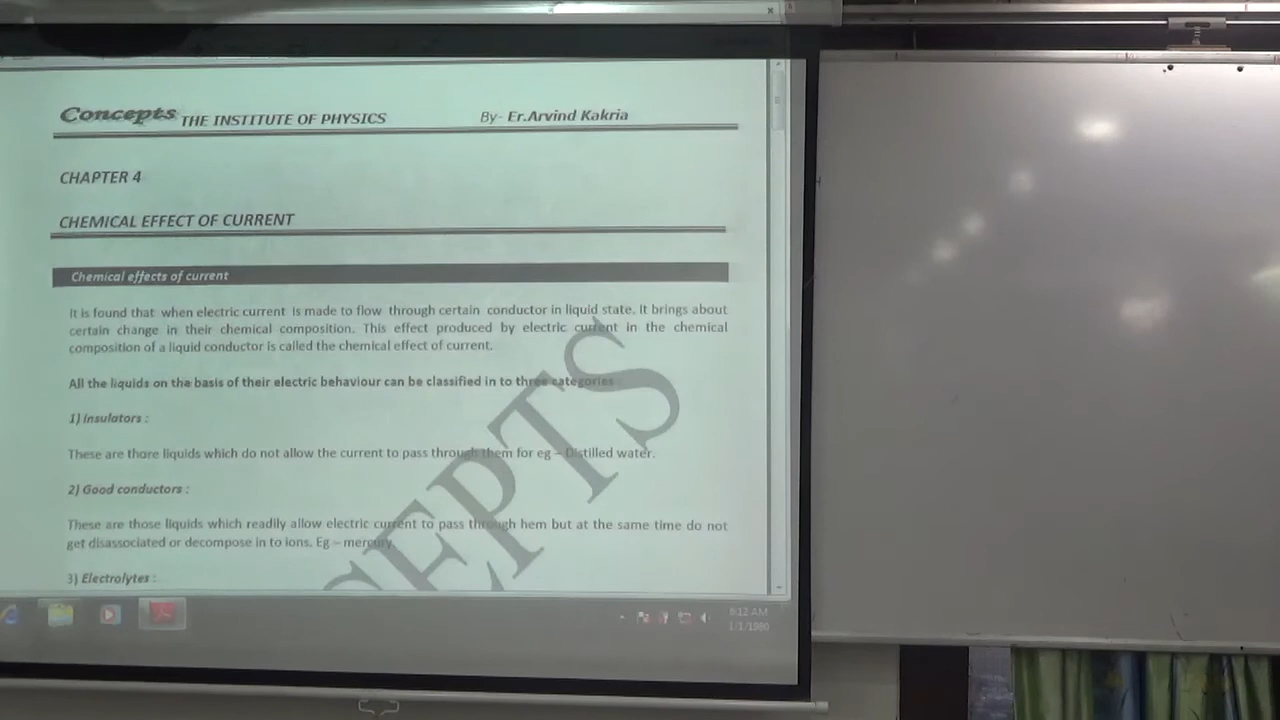 Concepts THE INSTITUTE OF PHYSICS By- Er.Arvind Kakria
CHAPTER 4
CHEMICAL EFFECT OF CURRENT
Chemical effects of current
It is found that when electric current is made to flow through certain conductor in liquid state. It brings about
certain change in their chemical composition. This effect produced by electric current in the chemical
composition of a liquid conductor is called the chemical effect of current.
All the liquids on the basis of their electric behaviour can be classified in to three categories :
1) Insulators :
These are thore liquids which do not allow the current to pass through them for eg – Distilled water.
2) Good conductors :
These are those liquids which readily allow electric current to pass through hem but at the same time do not
get disassociated or decompose in to ions. Eg – mercury.
3) Electrolytes :
CEPTS
6:12 AM
1/1/1980